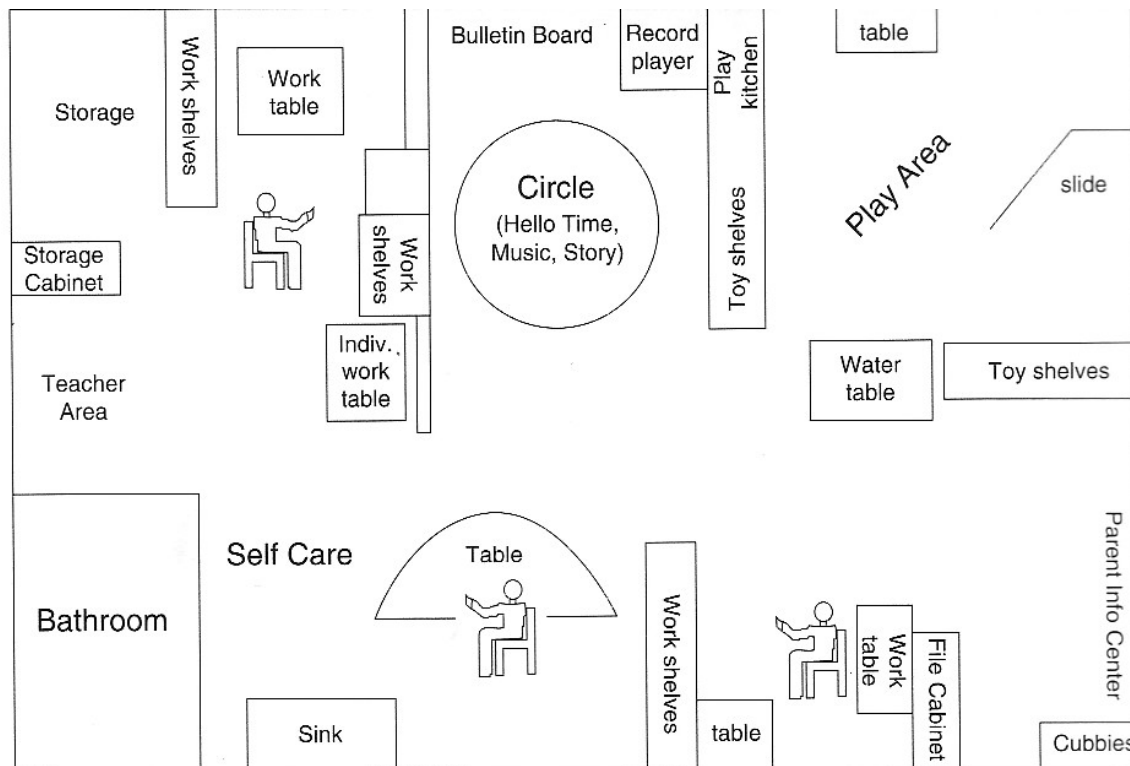 Bulletin Board
Record
player
Play
kitchen
table
Work shelves
Work
table
Storage
Circle
(Hello Time,
Music, Story)
Toy shelves
Play Area
slide
Storage
Cabinet
Work
shelves
Teacher
Area
Indiv.
work
table
Water
table
Toy shelves
Self Care
Table
Bathroom
Sink
Work shelves
table
Work
table
File Cabinet
Parent Info Center
Cubbies